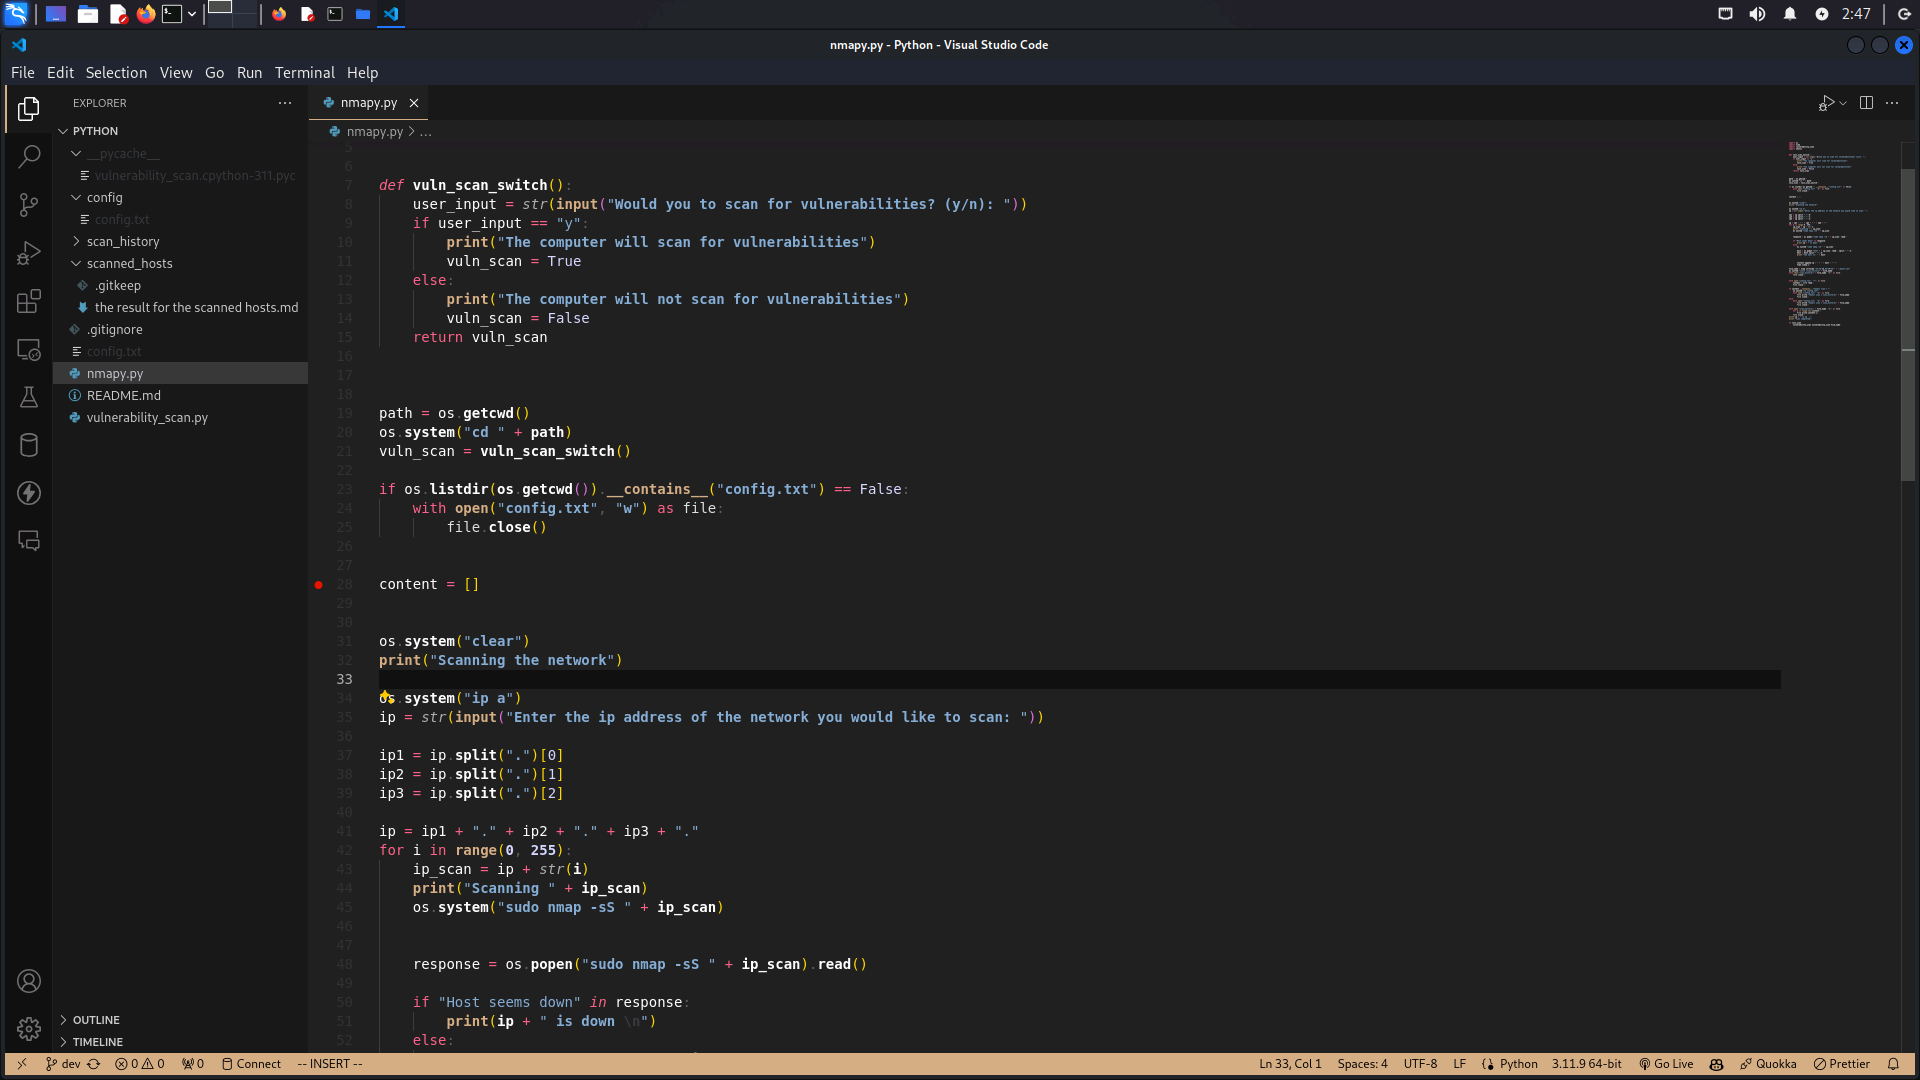 2:47
nmapy.py - Python - Visual Studio Code
File Edit Selection View Go Run Terminal Help
EXPLORER
nmapy.py
PYTHON
nmapy.py > ...
__pycache__
vulnerability_scan.cpython-311.pyc
config
config.txt
scan_history
scanned_hosts
.gitkeep
the result for the scanned hosts.md
.gitignore
config.txt
nmapy.py
README.md
vulnerability_scan.py
OUTLINE
TIMELINE
5
6
7 def vuln_scan_switch():
8 user_input = str(input("Would you to scan for vulnerabilities? (y/n): "))
9 if user_input == "y":
10 print("The computer will scan for vulnerabilities")
11 vuln_scan = True
12 else:
13 print("The computer will not scan for vulnerabilities")
14 vuln_scan = False
15 return vuln_scan
16
17
18
19 path = os.getcwd()
20 os.system("cd " + path)
21 vuln_scan = vuln_scan_switch()
22
23 if os.listdir(os.getcwd()).__contains__("config.txt") == False:
24 with open("config.txt", "w") as file:
25 file.close()
26
27
28 content = []
29
30
31 os.system("clear")
32 print("Scanning the network")
33
34 os.system("ip a")
35 ip = str(input("Enter the ip address of the network you would like to scan: "))
36
37 ip1 = ip.split(".")[0]
38 ip2 = ip.split(".")[1]
39 ip3 = ip.split(".")[2]
40
41 ip = ip1 + "." + ip2 + "." + ip3 + "."
42 for i in range(0, 255):
43 ip_scan = ip + str(i)
44 print("Scanning " + ip_scan)
45 os.system("sudo nmap -sS " + ip_scan)
46
47
48 response = os.popen("sudo nmap -sS " + ip_scan).read()
49
50 if "Host seems down" in response:
51 print(ip + " is down \n")
52 else:
dev 0 0 0 Connect -- INSERT -- Ln 33, Col 1 Spaces: 4 UTF-8 LF Python 3.11.9 64-bit Go Live Quokka Prettier